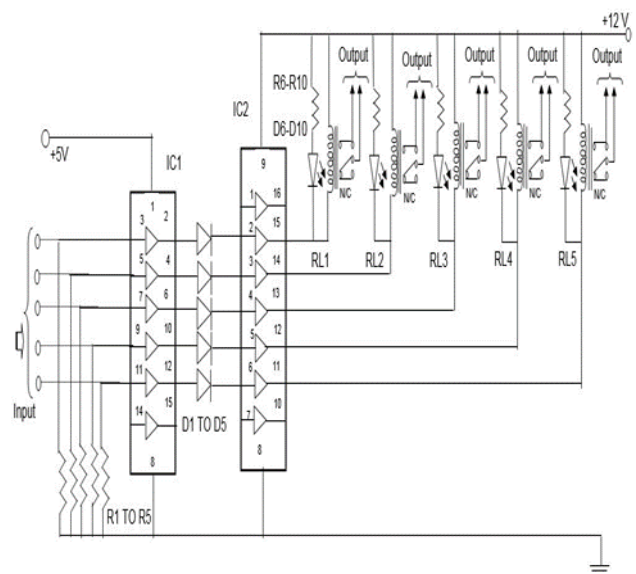 +12 V
Output
Output
Output
Output
Output
R6-R10
D6-D10
IC2
+5V
IC1
9
1
16
1
2
3
2
15
5
4
3
14
7
6
4
13
9
10
5
12
11
12
6
11
14
15
7
10
8
8
N/C
N/C
N/C
N/C
N/C
RL1
RL2
RL3
RL4
RL5
Input
D1 TO D5
R1 TO R5